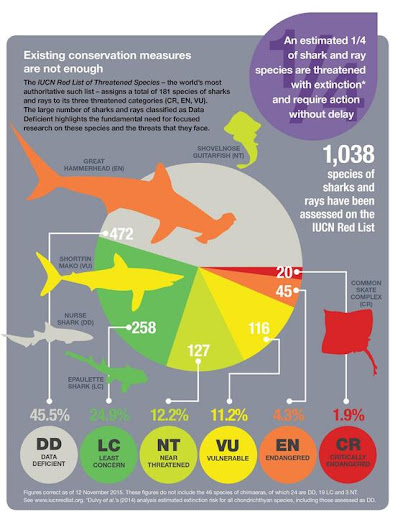 Existing conservation measures
are not enough
The IUCN Red List of Threatened Species – the world's most
authoritative such list – assigns a total of 181 species of sharks
and rays to its three threatened categories (CR, EN, VU).
The large number of sharks and rays classified as Data
Deficient highlights the fundamental need for focused
research on these species and the threats that they face.
1/4
An estimated 1/4
of shark and ray
species are threatened
with extinction*
and require action
without delay
SHOVELNOSE
GUITARFISH (NT)
GREAT
HAMMERHEAD (EN)
1,038
species of
sharks and
rays have been
assessed on the
IUCN Red List
472
SHORTFIN
MAKO (VU)
20
45
COMMON
SKATE
COMPLEX
(CR)
NURSE
SHARK (DD)
258
116
127
EPAULETTE
SHARK (LC)
45.5%
24.9%
12.2%
11.2%
4.3%
1.9%
DD
DATA
DEFICIENT
LC
LEAST
CONCERN
NT
NEAR
THREATENED
VU
VULNERABLE
EN
ENDANGERED
CR
CRITICALLY
ENDANGERED
Figures correct as of 12 November 2015. These figures do not include the 46 species of chimaeras, of which 24 are DD, 19 LC and 3 NT.
See www.iucnredlist.org. *Dulvy et al.'s (2014) analysis estimated extinction risk for all chondrichthyan species, including those assessed as DD.